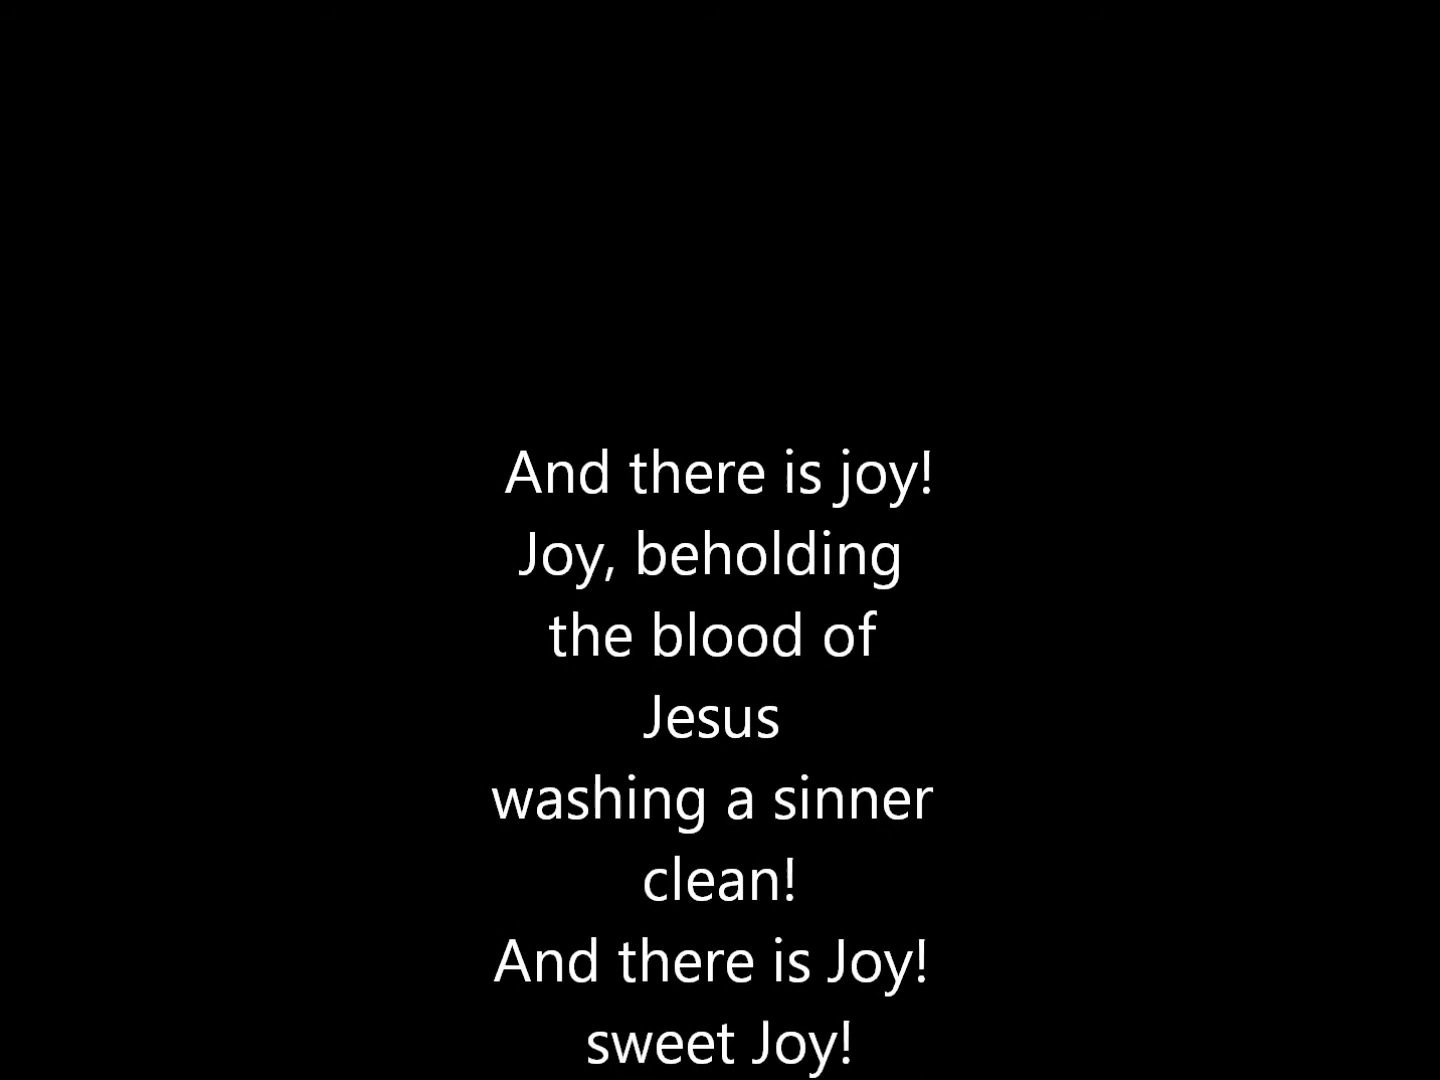 And there is joy!
Joy, beholding
the blood of
Jesus
washing a sinner
clean!
And there is Joy!
sweet Joy!